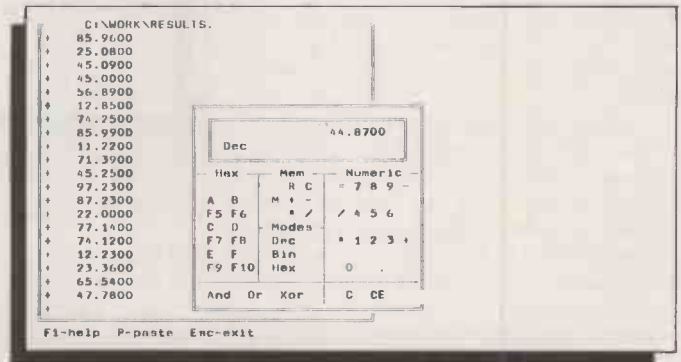 C:\WORK\RESULTS.
+ 85.9600
+ 25.0800
+ 45.0900
+ 45.0000
+ 56.8900
+ 12.8500
+ 74.2500
+ 85.9900
+ 11.2200
+ 71.3900
+ 45.2500
+ 97.2300
+ 87.2300
+ 22.0000
+ 77.1400
+ 74.1200
+ 12.2300
+ 23.3600
+ 65.5400
+ 47.7800
+
44.8700
Dec
Hex Mem Numeric
R C = 7 8 9 -
A B M + -
F5 F6 * / / 4 5 6
C D Modes
F7 F8 Dec * 1 2 3 +
E F Bin
F9 F10 Hex 0 .
And Or Xor C CE
F1-help P-paste Esc-exit